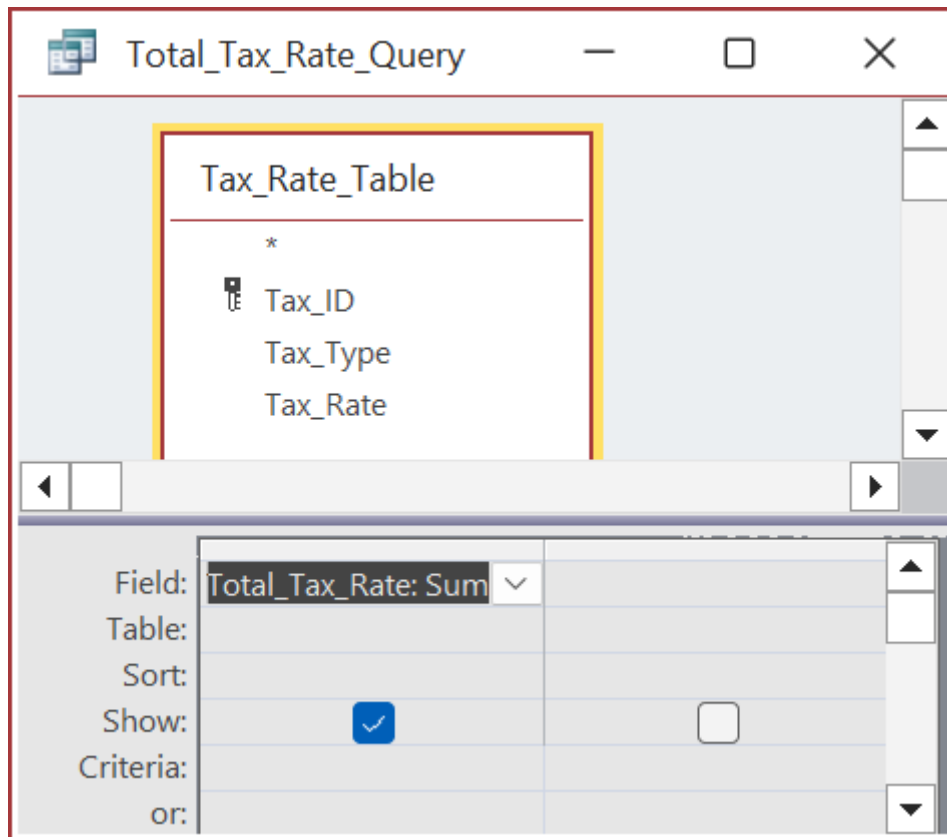 Total_Tax_Rate_Query
Tax_Rate_Table
*
Tax_ID
Tax_Type
Tax_Rate
Field: Total_Tax_Rate: Sum
Table:
Sort:
Show:
Criteria:
or: